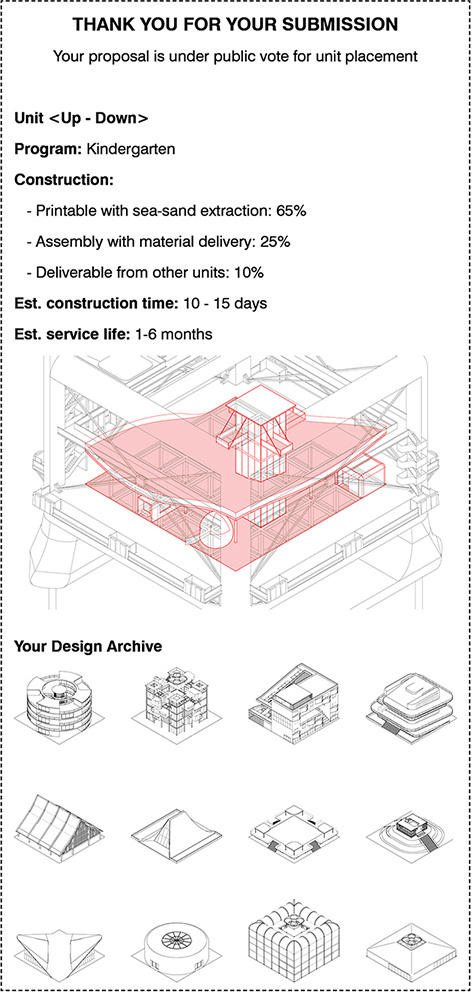 THANK YOU FOR YOUR SUBMISSION
Your proposal is under public vote for unit placement
Unit <Up - Down>
Program: Kindergarten
Construction:
- Printable with sea-sand extraction: 65%
- Assembly with material delivery: 25%
- Deliverable from other units: 10%
Est. construction time: 10 - 15 days
Est. service life: 1-6 months
Your Design Archive